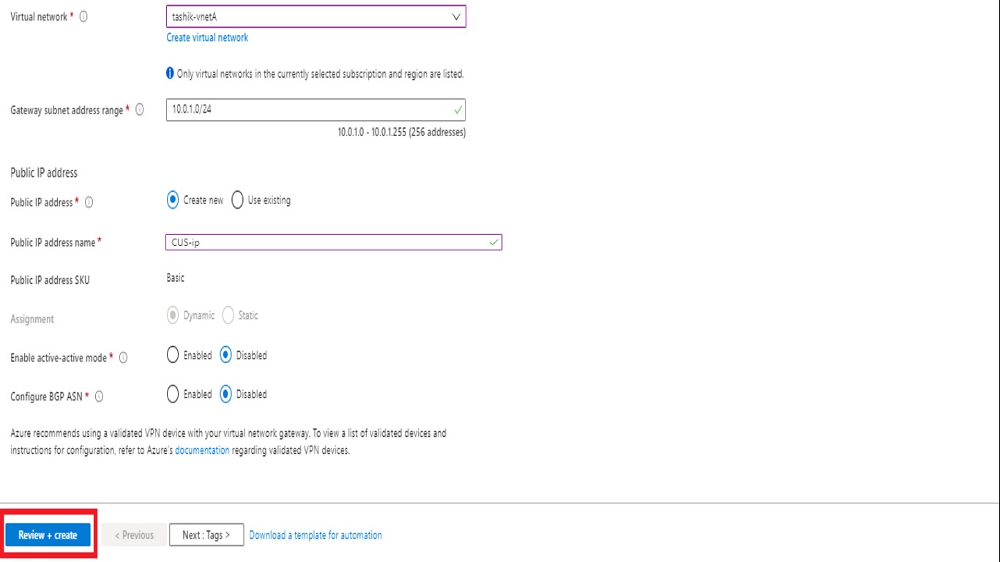 Virtual network *
tashik-vnetA
Create virtual network
Only virtual networks in the currently selected subscription and region are listed.
Gateway subnet address range *
10.0.1.0/24
10.0.1.0 - 10.0.1.255 (256 addresses)
Public IP address
Public IP address *
Create new
Use existing
Public IP address name *
CUS-ip
Public IP address SKU
Basic
Assignment
Dynamic
Static
Enable active-active mode *
Enabled
Disabled
Configure BGP ASN *
Enabled
Disabled
Azure recommends using a validated VPN device with your virtual network gateway. To view a list of validated devices and
instructions for configuration, refer to Azure's documentation regarding validated VPN devices.
Review + create
< Previous
Next : Tags >
Download a template for automation